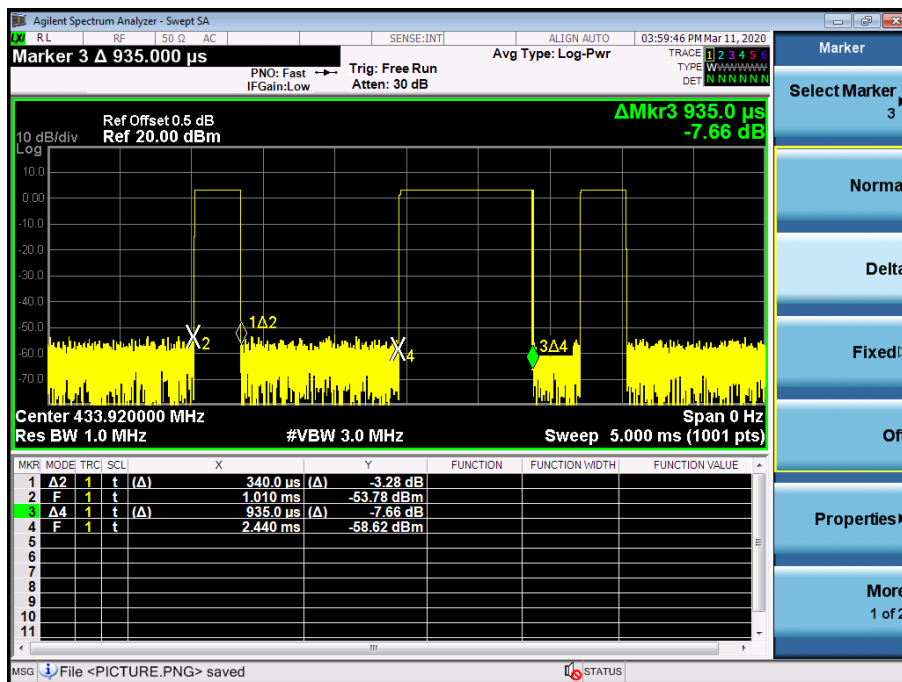 Agilent Spectrum Analyzer - Swept SA
LXI RL RF 50 Ω AC SENSE:INT ALIGN AUTO 03:59:46 PM Mar 11, 2020
Marker 3 Δ 935.000 µs
PNO: Fast
IFGain:Low
Trig: Free Run
Atten: 30 dB
Avg Type: Log-Pwr
TRACE 1 2 3 4 5 6
TYPE WWWWWW
DET N N N N N N
ΔMkr3 935.0 µs
-7.66 dB
Ref Offset 0.5 dB
10 dB/div Ref 20.00 dBm
Log
10.0
0.00
-10.0
-20.0
-30.0
-40.0
-50.0
-60.0
-70.0
2
1Δ2
4
3Δ4
Center 433.920000 MHz Span 0 Hz
Res BW 1.0 MHz #VBW 3.0 MHz Sweep 5.000 ms (1001 pts)
MKR MODE TRC SCL X Y FUNCTION FUNCTION WIDTH FUNCTION VALUE
1 Δ2 1 t (Δ) 340.0 µs (Δ) -3.28 dB
2 F 1 t 1.010 ms -53.78 dBm
3 Δ4 1 t (Δ) 935.0 µs (Δ) -7.66 dB
4 F 1 t 2.440 ms -58.62 dBm
5
6
7
8
9
10
11
MSG File <PICTURE.PNG> saved STATUS
Marker
Select Marker
3
Norma
Delta
Fixed
Of
Properties
More
1 of 2